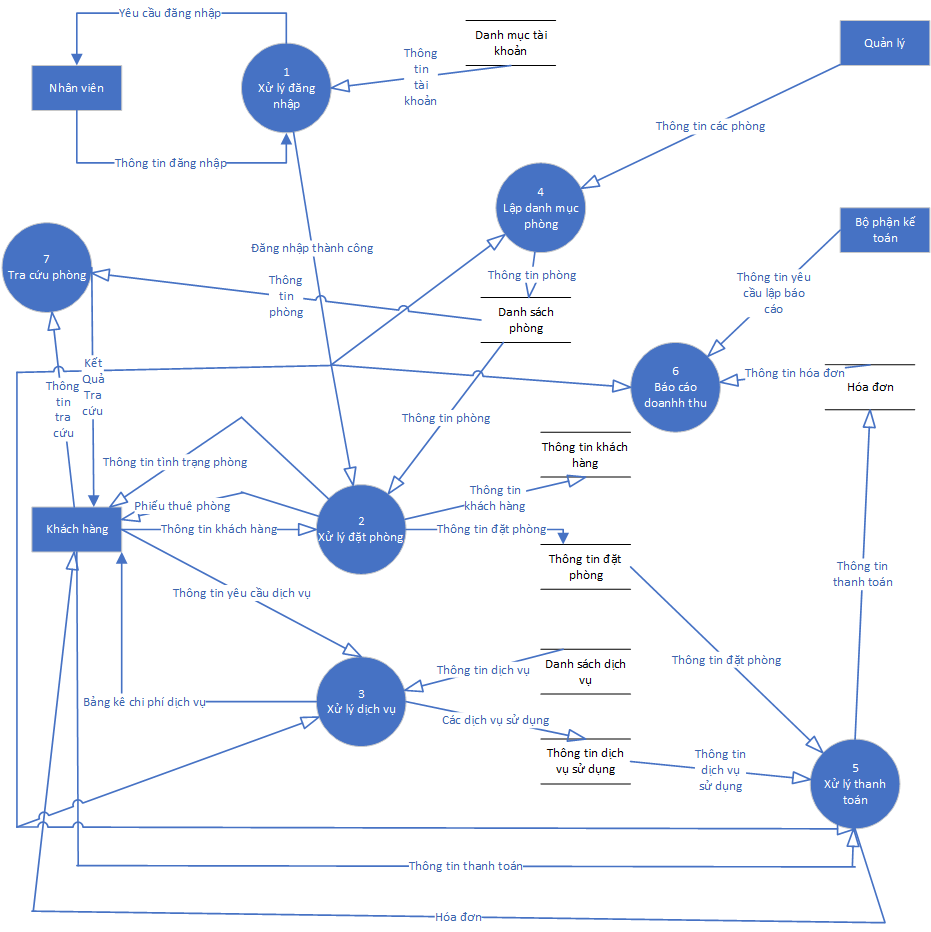 Yêu cầu đăng nhập
Danh mục tài
khoản
Quản lý
Thông
tin
tài
khoản
1
Xử lý đăng
nhập
Nhân viên
Thông tin các phòng
Thông tin đăng nhập
4
Lập danh mục
phòng
Bộ phận kế
toán
Đăng nhập thành công
7
Tra cứu phòng
Thông tin phòng
Thông
tin
phòng
Thông tin yêu
cầu lập báo
cáo
Danh sách
phòng
Kết
Quả
Tra
cứu
6
Báo cáo
doanhh thu
Thông tin hóa đơn
Hóa đơn
Thông
tin
tra
cứu
Thông tin phòng
Thông tin khách
hàng
Thông tin tình trạng phòng
Thông tin
khách hàng
Phiếu thuê phòng
Khách hàng
Thông tin khách hàng
2
Xử lý đặt phòng
Thông tin đặt phòng
Thông tin đặt
phòng
Thông tin
thanh toán
Thông tin yêu cầu dịch vụ
Thông tin đặt phòng
Thông tin dịch vụ
Danh sách dịch
vụ
3
Xử lý dịch vụ
Bảng kê chi phí dịch vụ
Các dịch vụ sử dụng
Thông tin dịch
vụ sử dụng
Thông tin
dịch vụ
sử dụng
5
Xử lý thanh
toán
Thông tin thanh toán
Hóa đơn